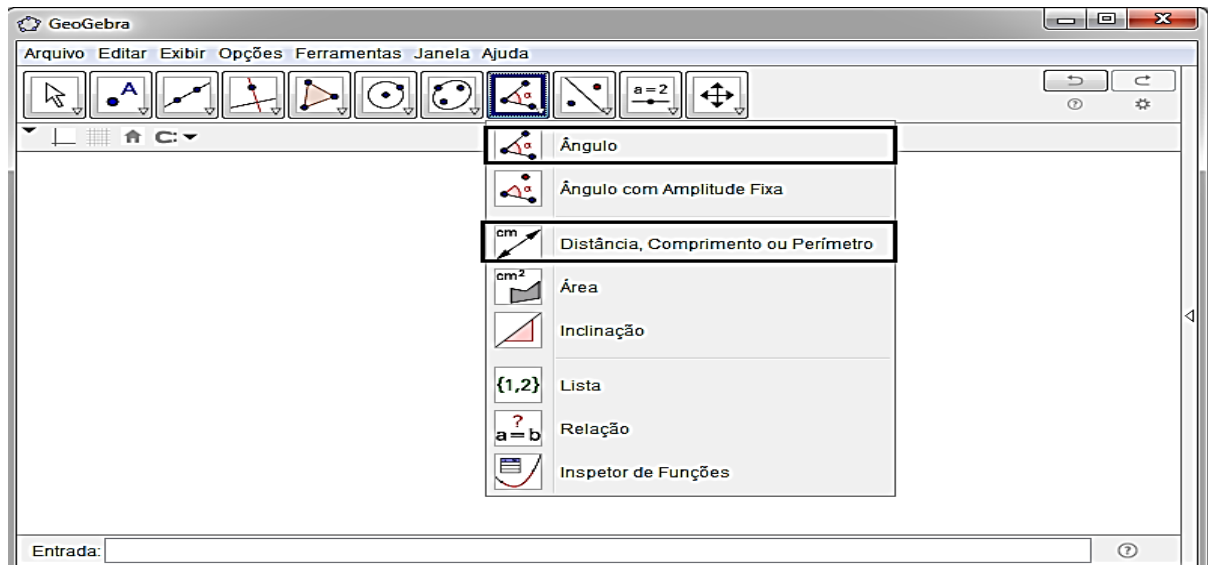 GeoGebra
Arquivo Editar Exibir Opções Ferramentas Janela Ajuda
A
α
a=2
α Ângulo
α Ângulo com Amplitude Fixa
cm Distância, Comprimento ou Perímetro
cm² Área
Inclinação
{1,2} Lista
? a=b Relação
Inspetor de Funções
Entrada: